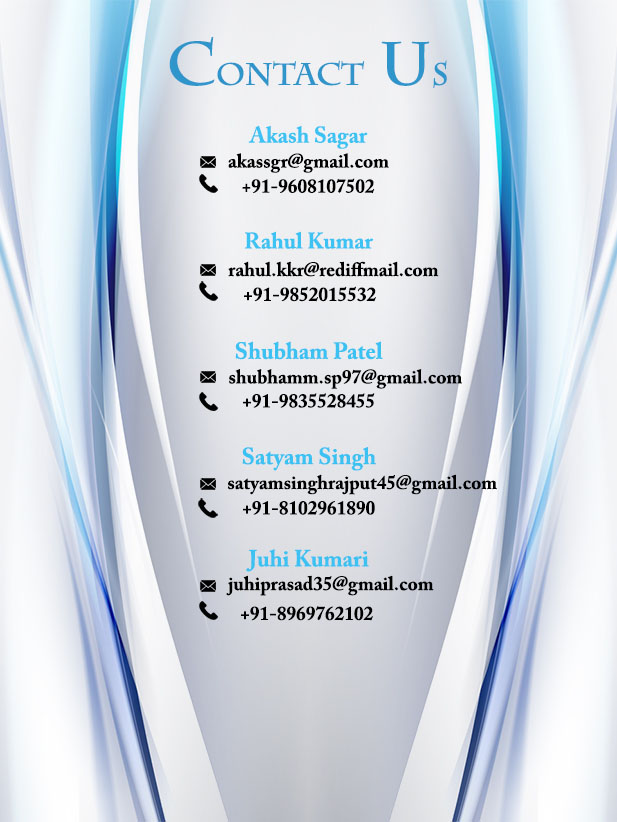 Contact Us
Akash Sagar
akassgr@gmail.com
+91-9608107502
Rahul Kumar
rahul.kkr@rediffmail.com
+91-9852015532
Shubham Patel
shubhamm.sp97@gmail.com
+91-9835528455
Satyam Singh
satyamsinghrajput45@gmail.com
+91-8102961890
Juhi Kumari
juhiprasad35@gmail.com
+91-8969762102